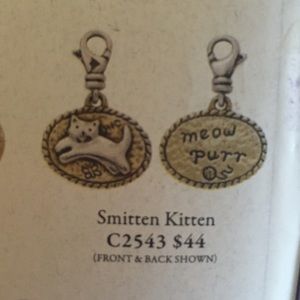 meow
purr
Smitten Kitten
C2543 $44
(FRONT & BACK SHOWN)